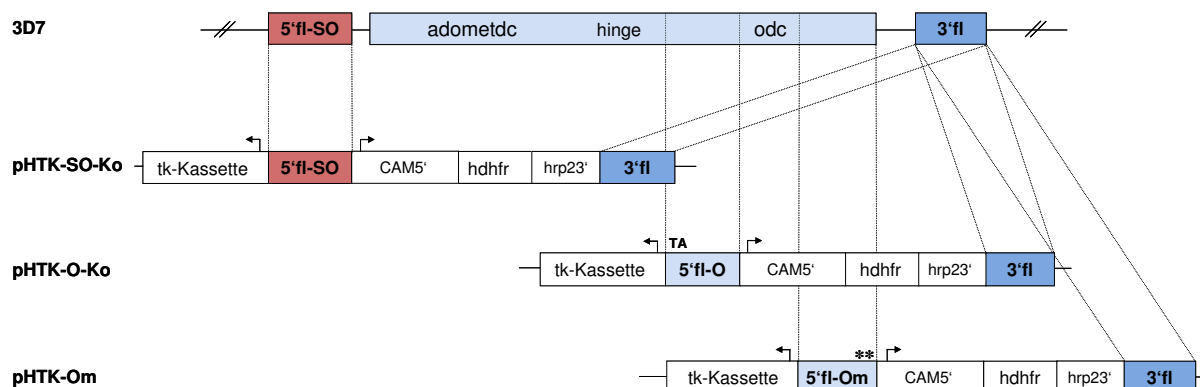 3D7 5‘fl-SO adometdc hinge odc 3‘fl
pHTK-SO-Ko tk-Kassette 5‘fl-SO CAM5‘ hdhfr hrp23‘ 3‘fl
TA
pHTK-O-Ko tk-Kassette 5‘fl-O CAM5‘ hdhfr hrp23‘ 3‘fl
**
pHTK-Om tk-Kassette 5‘fl-Om CAM5‘ hdhfr hrp23‘ 3‘fl